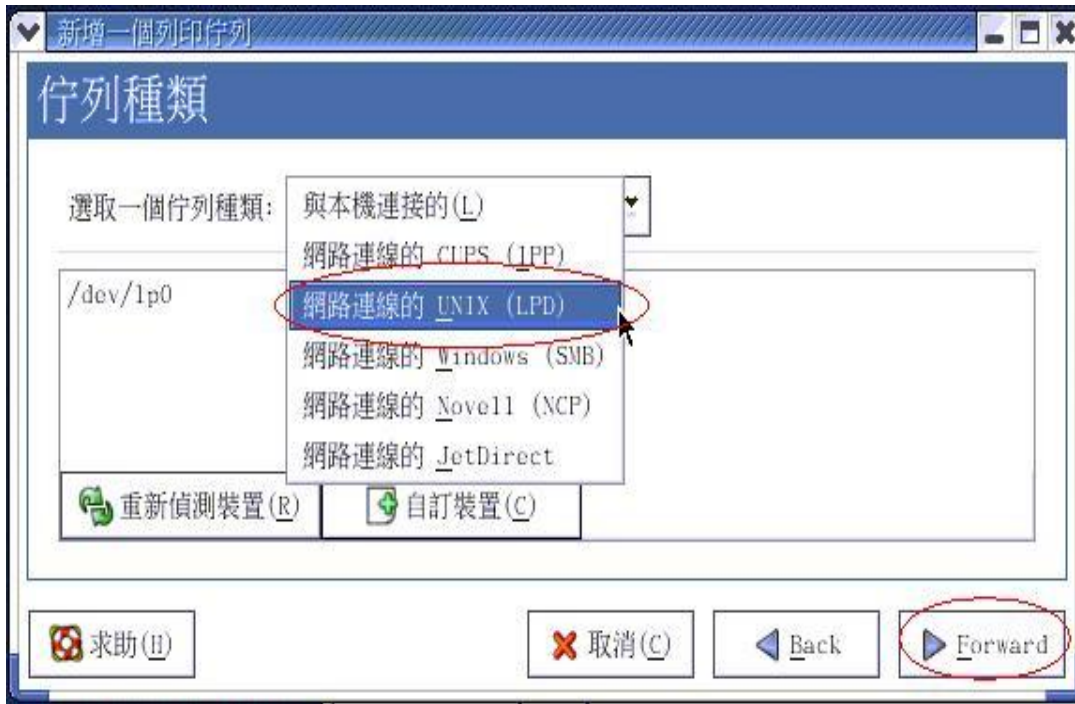 新增一個列印佇列
佇列種類
選取一個佇列種類:
與本機連接的(L)
網路連線的 CUPS (IPP)
網路連線的 UNIX (LPD)
網路連線的 Windows (SMB)
網路連線的 Novell (NCP)
網路連線的 JetDirect
/dev/lp0
重新偵測裝置(R)
自訂裝置(C)
求助(H)
取消(C)
Back
Forward